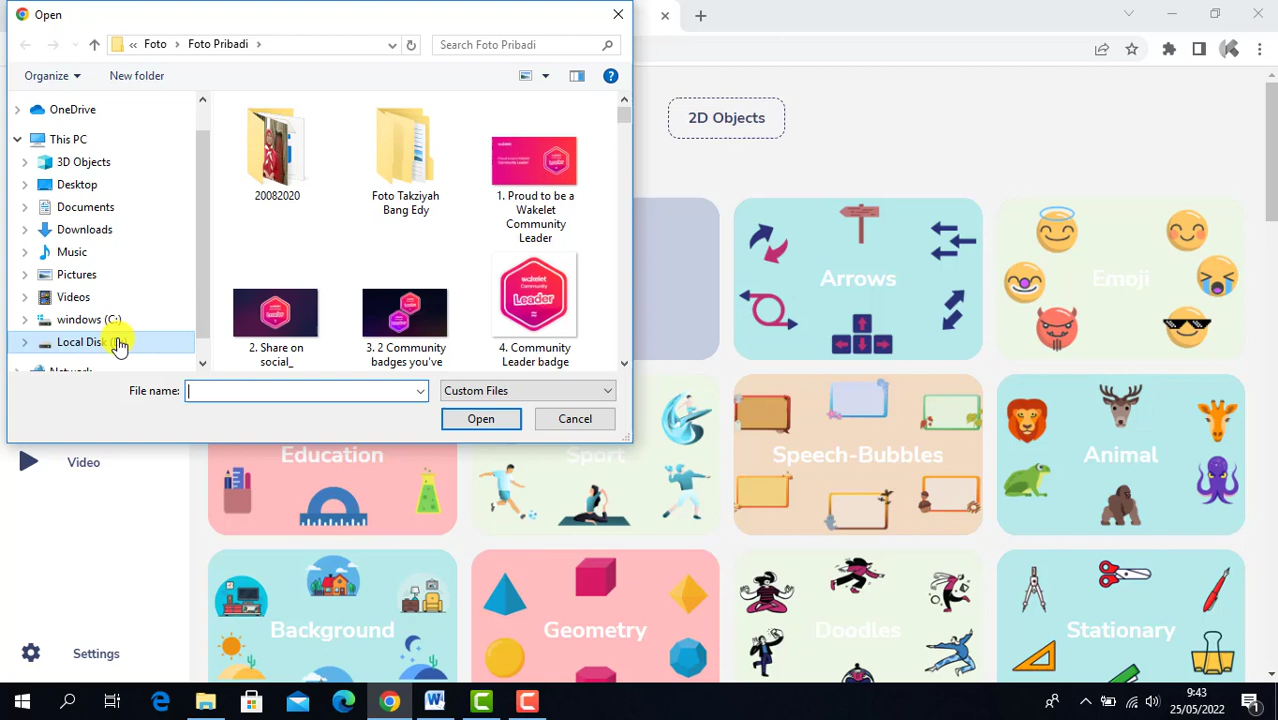 Open
Foto
Foto Pribadi
Search Foto Pribadi
Organize
New folder
OneDrive
This PC
3D Objects
Desktop
Documents
Downloads
Music
Pictures
Videos
windows (C:)
Local Disk
20082020
Foto Takziyah
Bang Edy
1. Proud to be a
Wakelet
Community
Leader
2. Share on
social_
3. 2 Community
badges you've
wakelet
Community
Leader
4. Community
Leader badge
File name:
Custom Files
Open
Cancel
2D Objects
Arrows
Emoji
Video
Education
Sport
Speech-Bubbles
Animal
Background
Geometry
Doodles
Stationary
Settings
9:43
25/05/2022
1